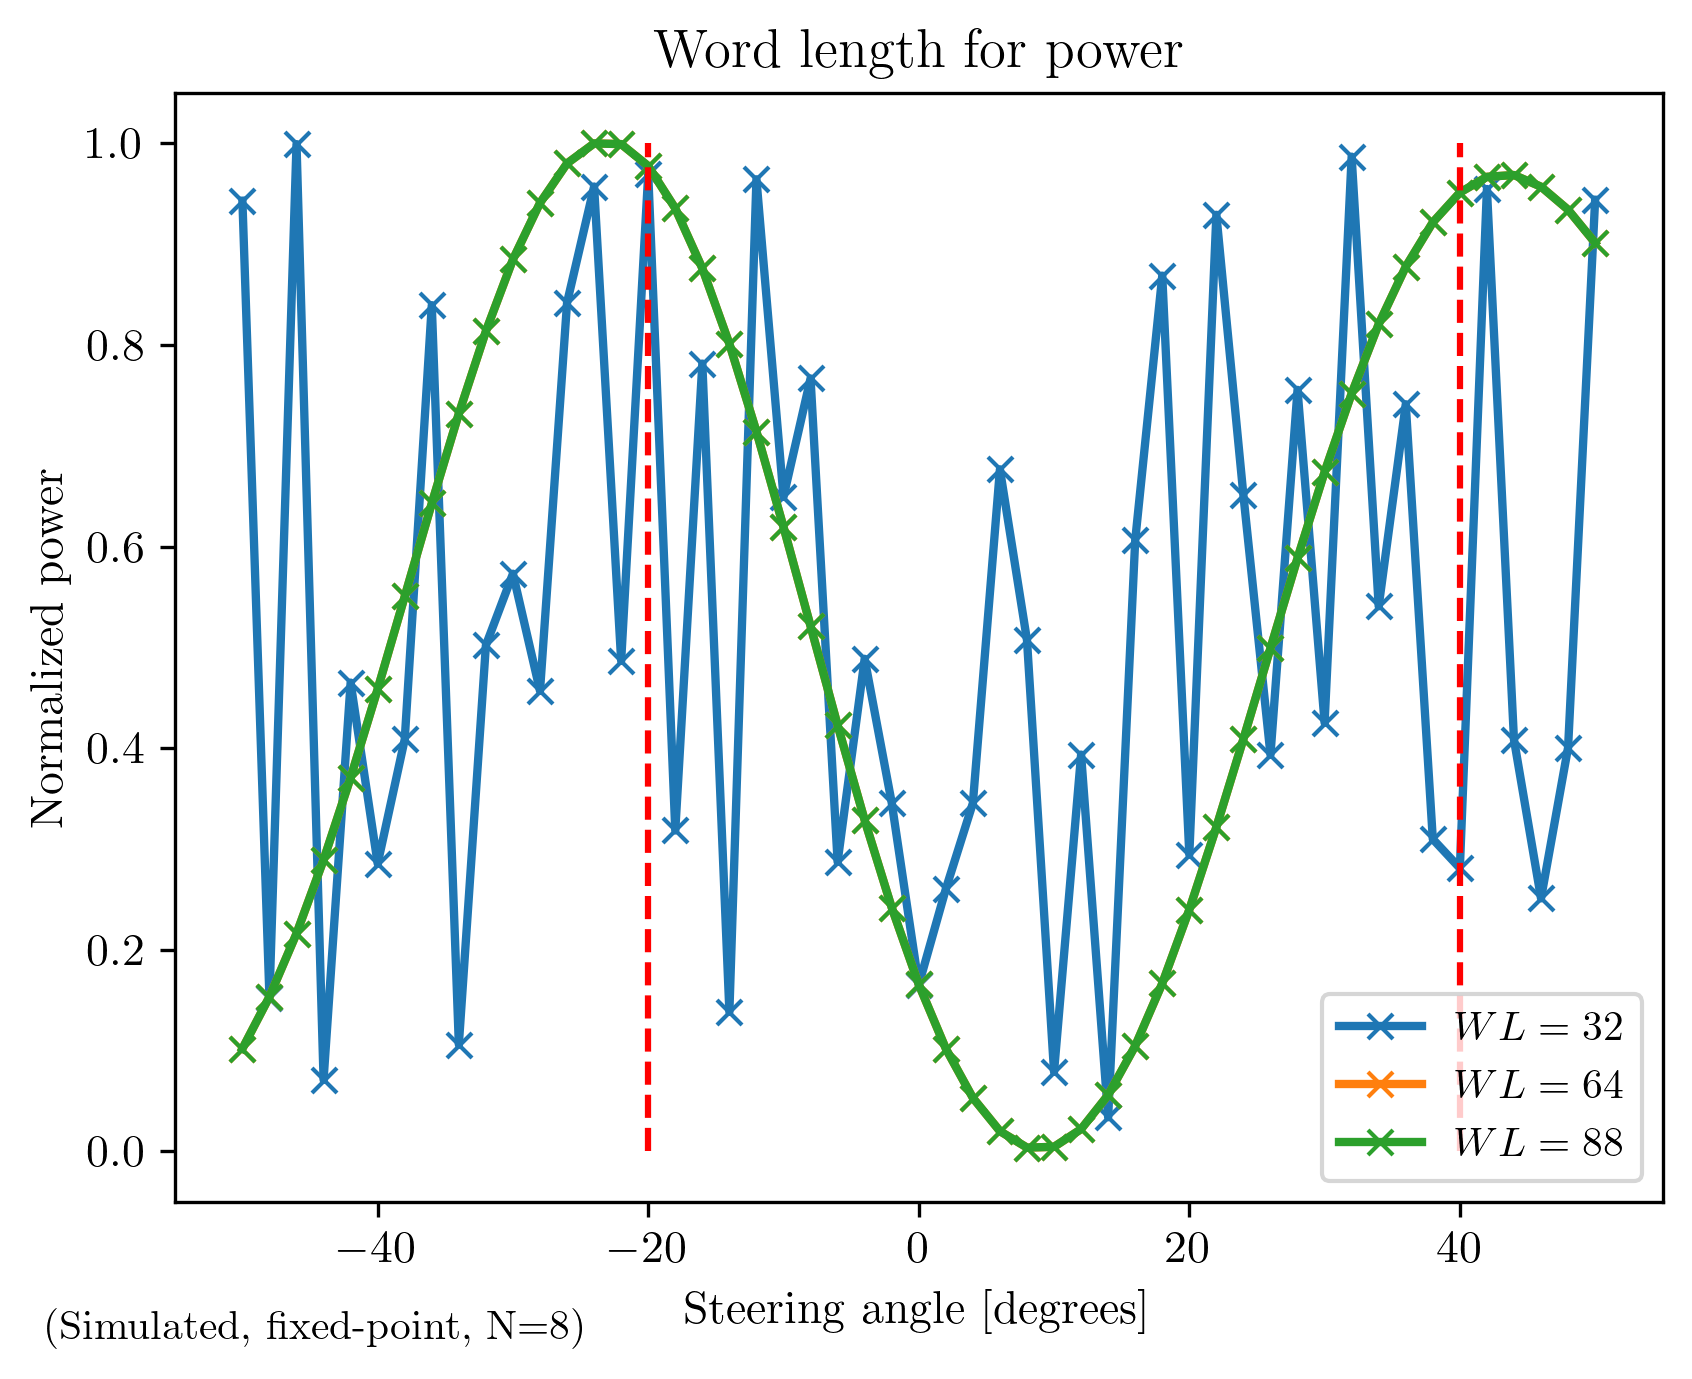 Word length for power
Normalized power
1.0
0.8
0.6
0.4
0.2
0.0
WL = 32
WL = 64
WL = 88
−40 −20 0 20 40
Steering angle [degrees]
(Simulated, fixed-point, N=8)